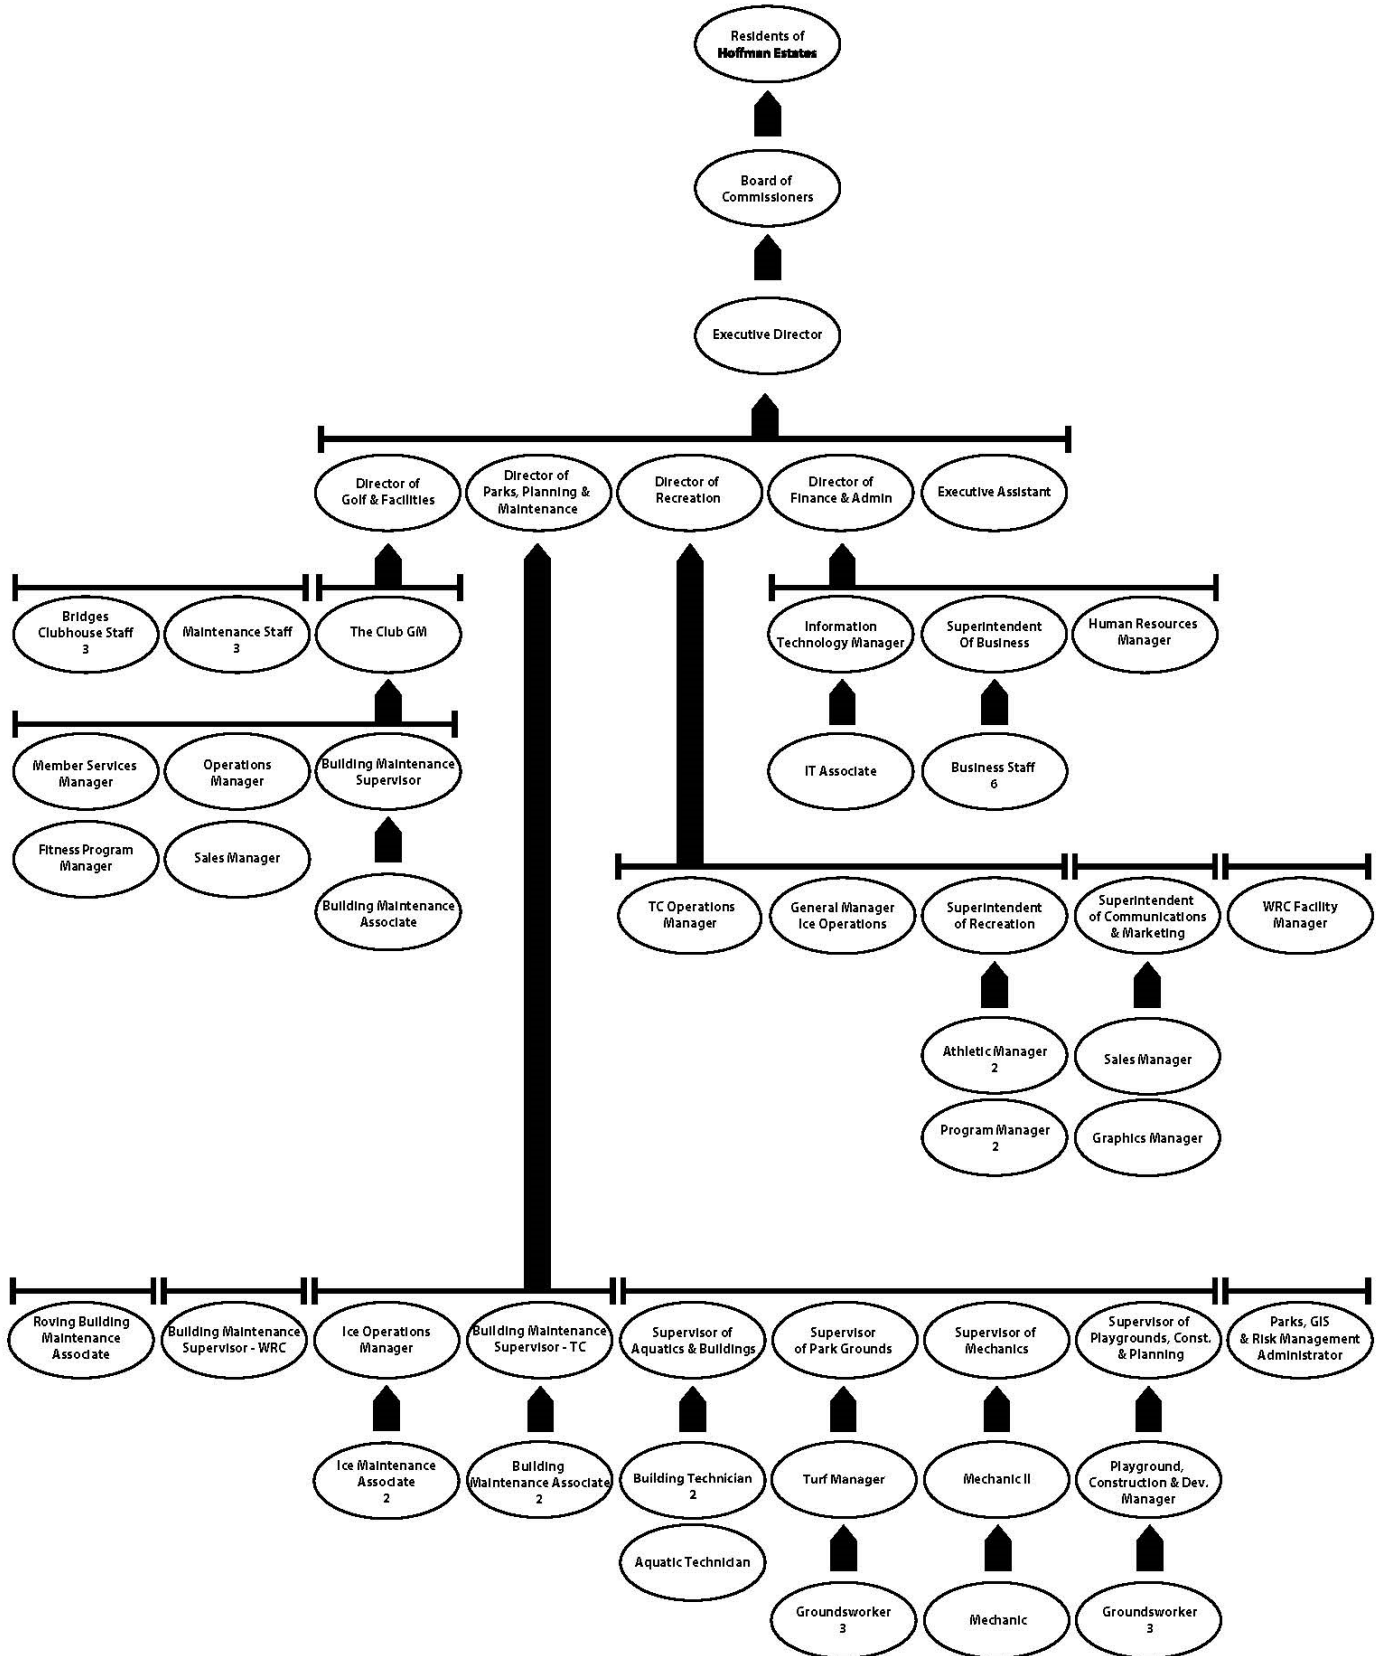 Residents of
Hoffman Estates
Board of
Commissioners
Executive Director
Director of
Golf & Facilities
Director of
Parks, Planning &
Maintenance
Director of
Recreation
Director of
Finance & Admin
Executive Assistant
Bridges
Clubhouse Staff
3
Maintenance Staff
3
The Club GM
Information
Technology Manager
Superintendent
Of Business
Human Resources
Manager
Member Services
Manager
Operations
Manager
Building Maintenance
Supervisor
IT Associate
Business Staff
6
Fitness Program
Manager
Sales Manager
Building Maintenance
Associate
TC Operations
Manager
General Manager
Ice Operations
Superintendent
of Recreation
Superintendent
of Communications
& Marketing
WRC Facility
Manager
Athletic Manager
2
Sales Manager
Program Manager
2
Graphics Manager
Roving Building
Maintenance
Associate
Building Maintenance
Supervisor - WRC
Ice Operations
Manager
Building Maintenance
Supervisor - TC
Supervisor of
Aquatics & Buildings
Supervisor
of Park Grounds
Supervisor of
Mechanics
Supervisor of
Playgrounds, Const.
& Planning
Parks, GIS
& Risk Management
Administrator
Ice Maintenance
Associate
2
Building
Maintenance Associate
2
Building Technician
2
Turf Manager
Mechanic II
Playground,
Construction & Dev.
Manager
Aquatic Technician
Groundsworker
3
Mechanic
Groundsworker
3